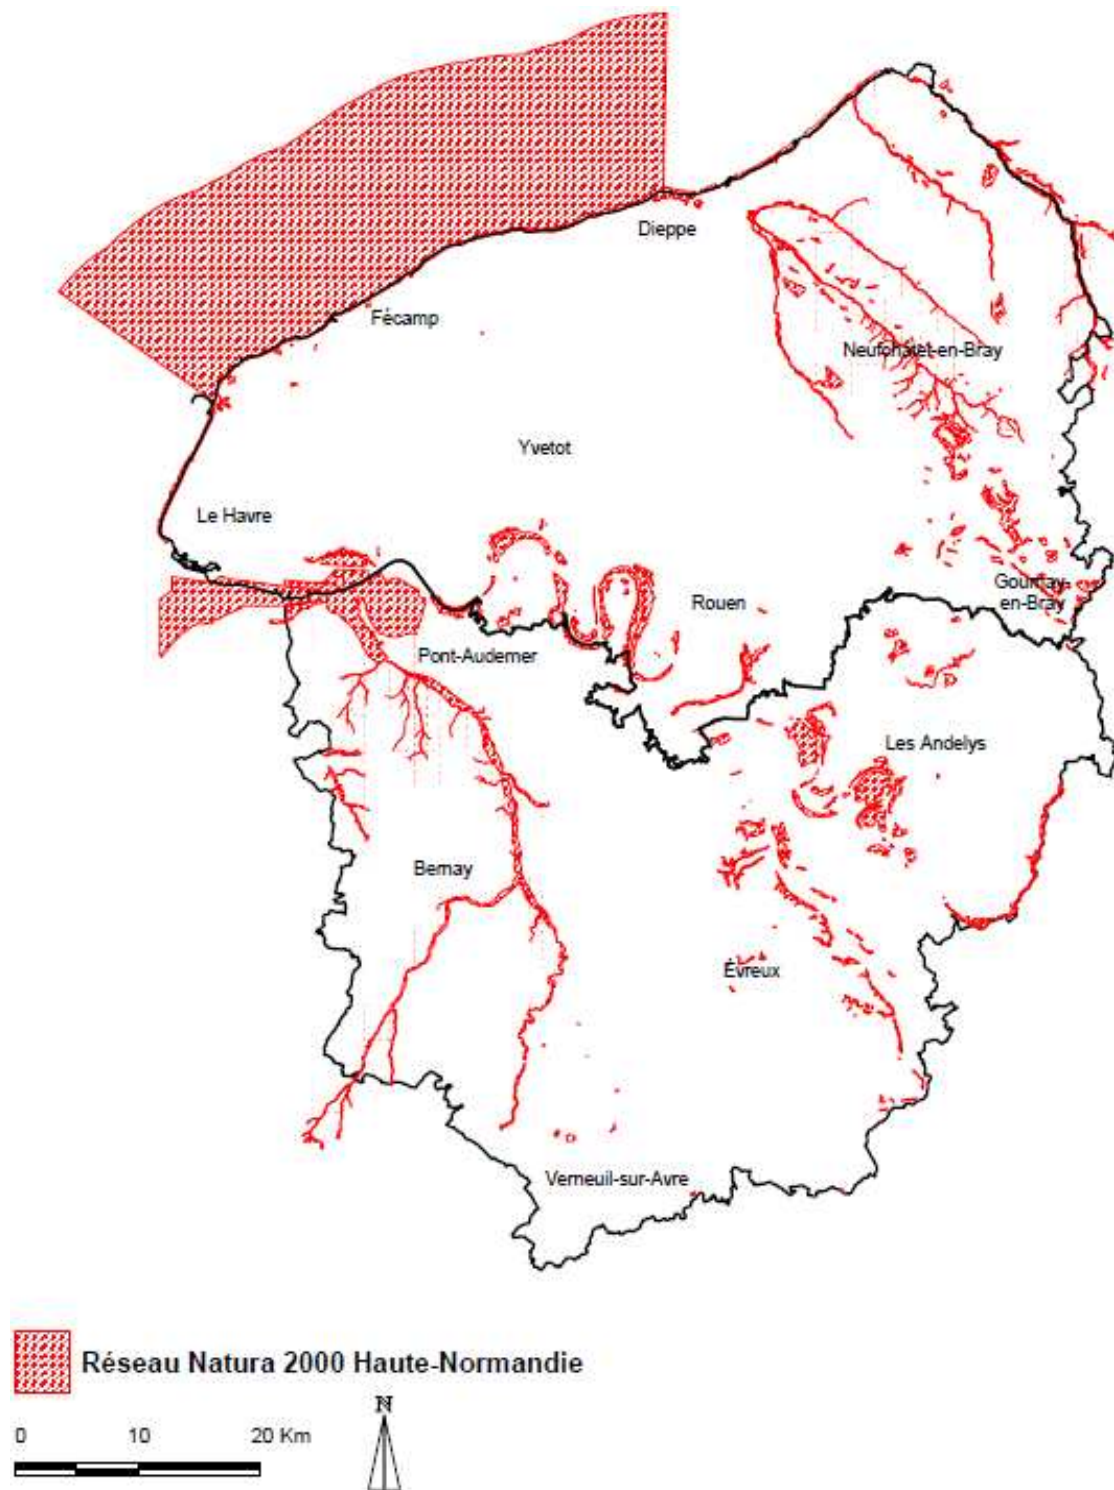 Dieppe
Fécamp
Neufchatel-en-Bray
Yvetot
Le Havre
Gournay-
en-Bray
Rouen
Pont-Audemer
Les Andelys
Bernay
Évreux
Verneuil-sur-Avre
Réseau Natura 2000 Haute-Normandie
N
0 10 20 Km